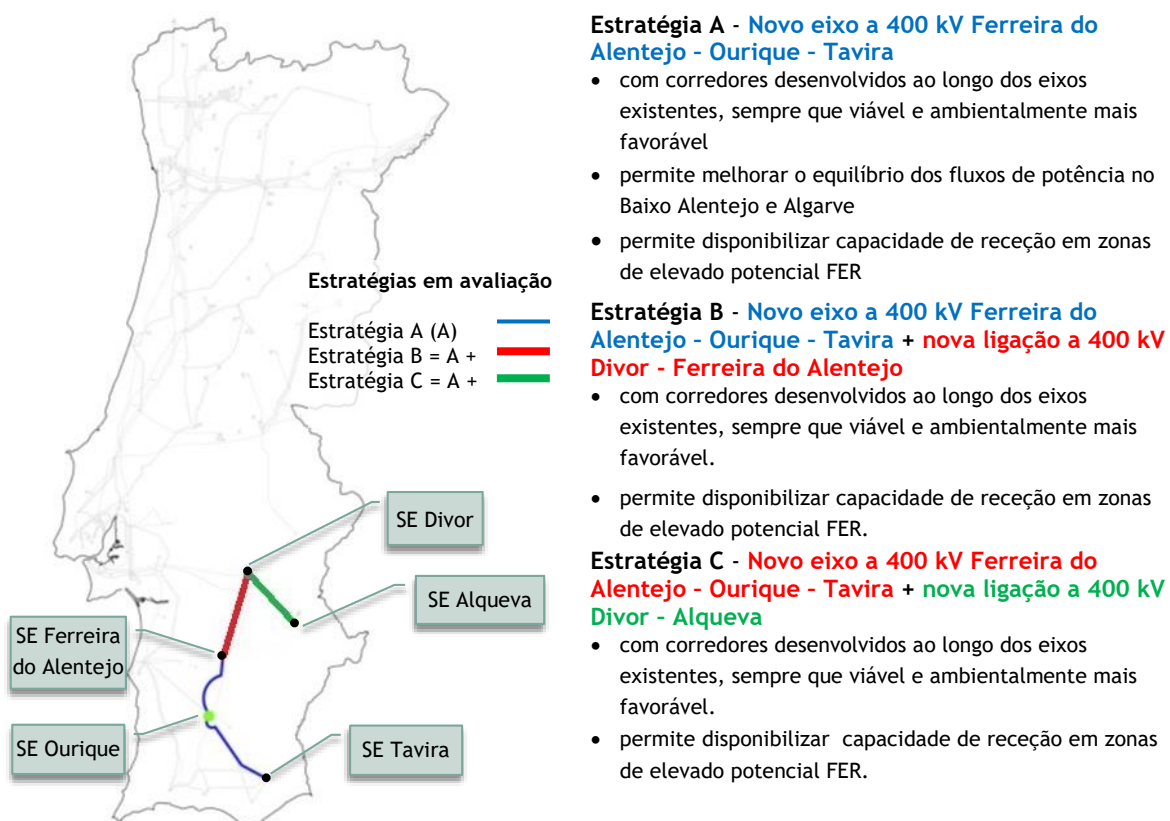 Estratégias em avaliação
Estratégia A (A)
Estratégia B = A +
Estratégia C = A +
SE Divor
SE Alqueva
SE Ferreira
do Alentejo
SE Ourique
SE Tavira
Estratégia A - Novo eixo a 400 kV Ferreira do
Alentejo – Ourique – Tavira
• com corredores desenvolvidos ao longo dos eixos
existentes, sempre que viável e ambientalmente mais
favorável
• permite melhorar o equilíbrio dos fluxos de potência no
Baixo Alentejo e Algarve
• permite disponibilizar capacidade de receção em zonas
de elevado potencial FER
Estratégia B - Novo eixo a 400 kV Ferreira do
Alentejo – Ourique – Tavira + nova ligação a 400 kV
Divor - Ferreira do Alentejo
• com corredores desenvolvidos ao longo dos eixos
existentes, sempre que viável e ambientalmente mais
favorável.
• permite disponibilizar capacidade de receção em zonas
de elevado potencial FER.
Estratégia C - Novo eixo a 400 kV Ferreira do
Alentejo – Ourique – Tavira + nova ligação a 400 kV
Divor – Alqueva
• com corredores desenvolvidos ao longo dos eixos
existentes, sempre que viável e ambientalmente mais
favorável.
• permite disponibilizar capacidade de receção em zonas
de elevado potencial FER.